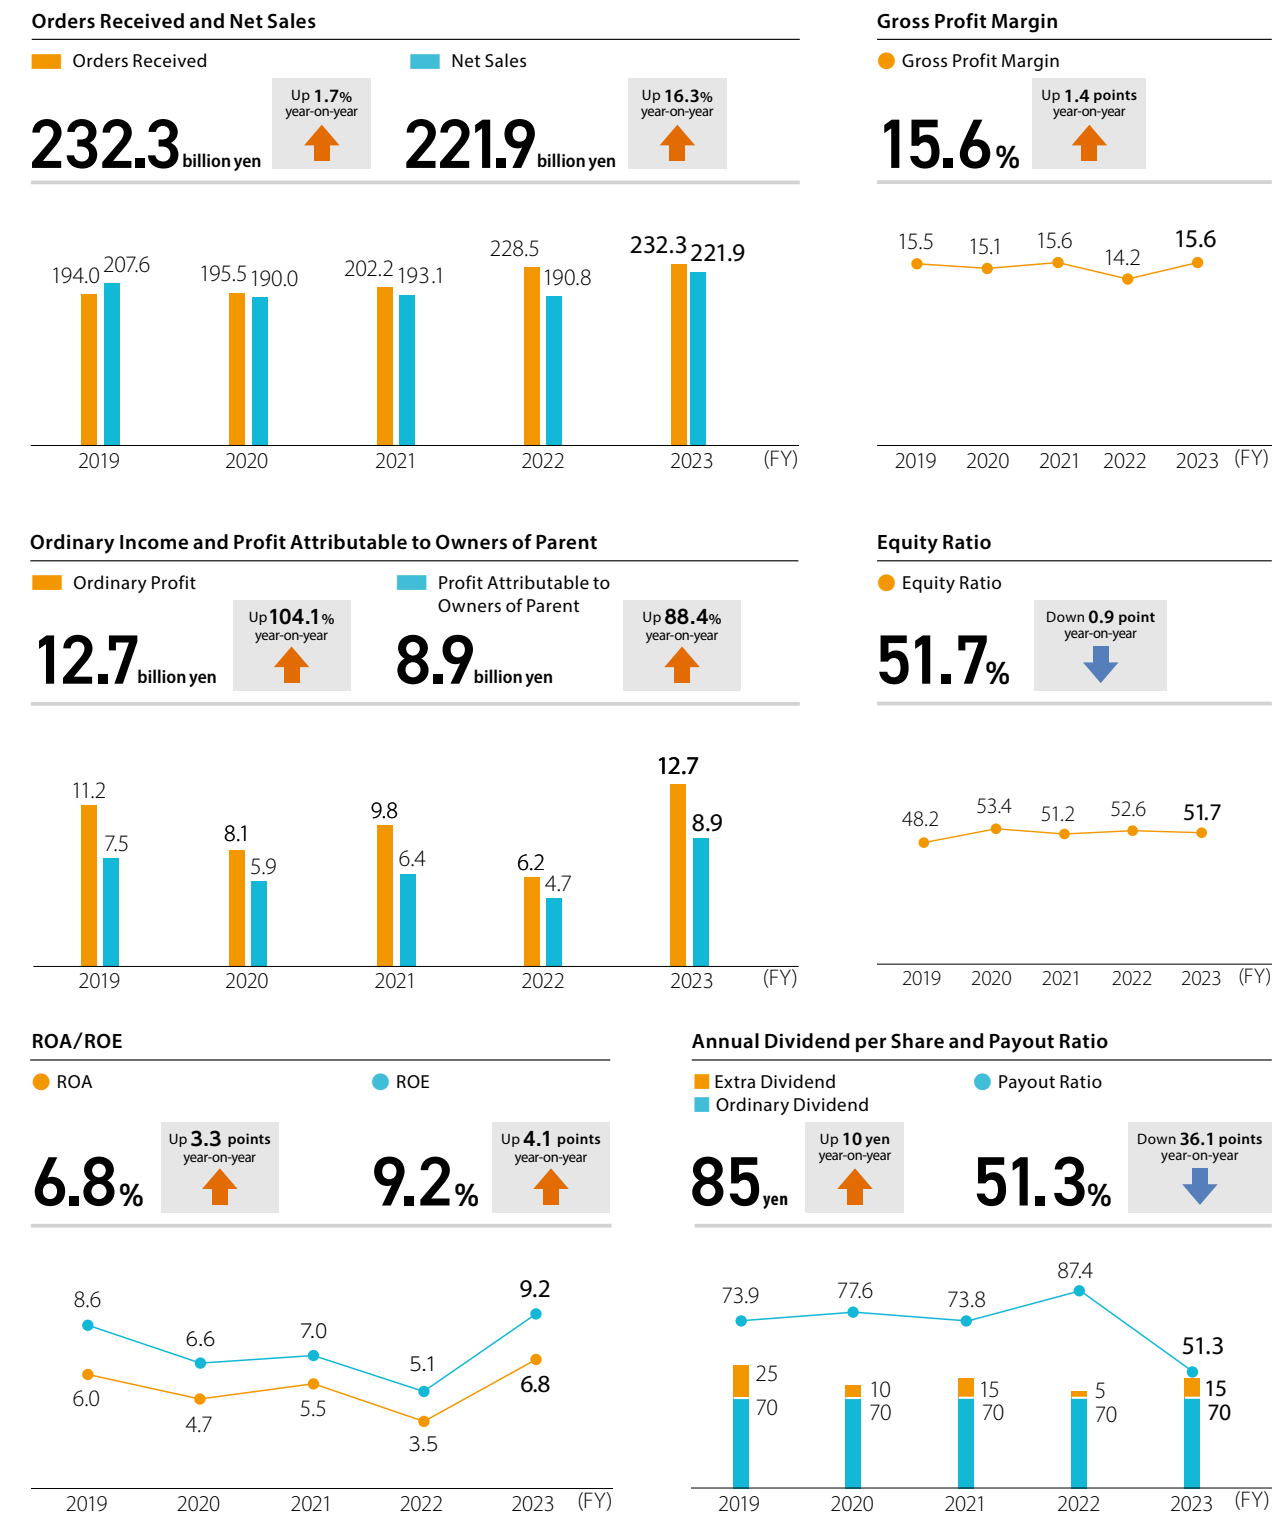 Orders Received and Net Sales
Orders Received
Net Sales
232.3 billion yen
Up 1.7%
year-on-year
221.9 billion yen
Up 16.3%
year-on-year
194.0 207.6
195.5 190.0
202.2 193.1
228.5
190.8
232.3 221.9
2019 2020 2021 2022 2023 (FY)
Gross Profit Margin
Gross Profit Margin
15.6%
Up 1.4 points
year-on-year
15.5 15.1 15.6 14.2 15.6
2019 2020 2021 2022 2023 (FY)
Ordinary Income and Profit Attributable to Owners of Parent
Ordinary Profit
Profit Attributable to
Owners of Parent
12.7 billion yen
Up 104.1%
year-on-year
8.9 billion yen
Up 88.4%
year-on-year
11.2
7.5
8.1
5.9
9.8
6.4
6.2
4.7
12.7
8.9
2019 2020 2021 2022 2023 (FY)
Equity Ratio
Equity Ratio
51.7%
Down 0.9 point
year-on-year
48.2 53.4 51.2 52.6 51.7
2019 2020 2021 2022 2023 (FY)
ROA/ROE
ROA
ROE
6.8%
Up 3.3 points
year-on-year
9.2%
Up 4.1 points
year-on-year
8.6 6.6 7.0 5.1 9.2
6.0 4.7 5.5 3.5 6.8
2019 2020 2021 2022 2023 (FY)
Annual Dividend per Share and Payout Ratio
Extra Dividend
Ordinary Dividend
Payout Ratio
85 yen
Up 10 yen
year-on-year
51.3%
Down 36.1 points
year-on-year
73.9 77.6 73.8 87.4 51.3
25 10 15 5 15
70 70 70 70 70
2019 2020 2021 2022 2023 (FY)